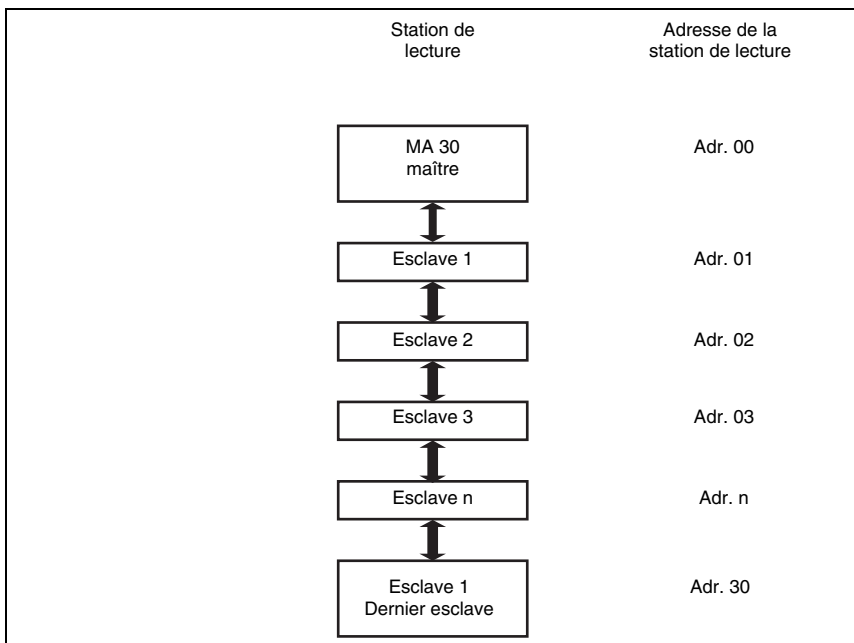 Station de
lecture
Adresse de la
station de lecture
MA 30
maître
Adr. 00
Esclave 1
Adr. 01
Esclave 2
Adr. 02
Esclave 3
Adr. 03
Esclave n
Adr. n
Esclave 1
Dernier esclave
Adr. 30